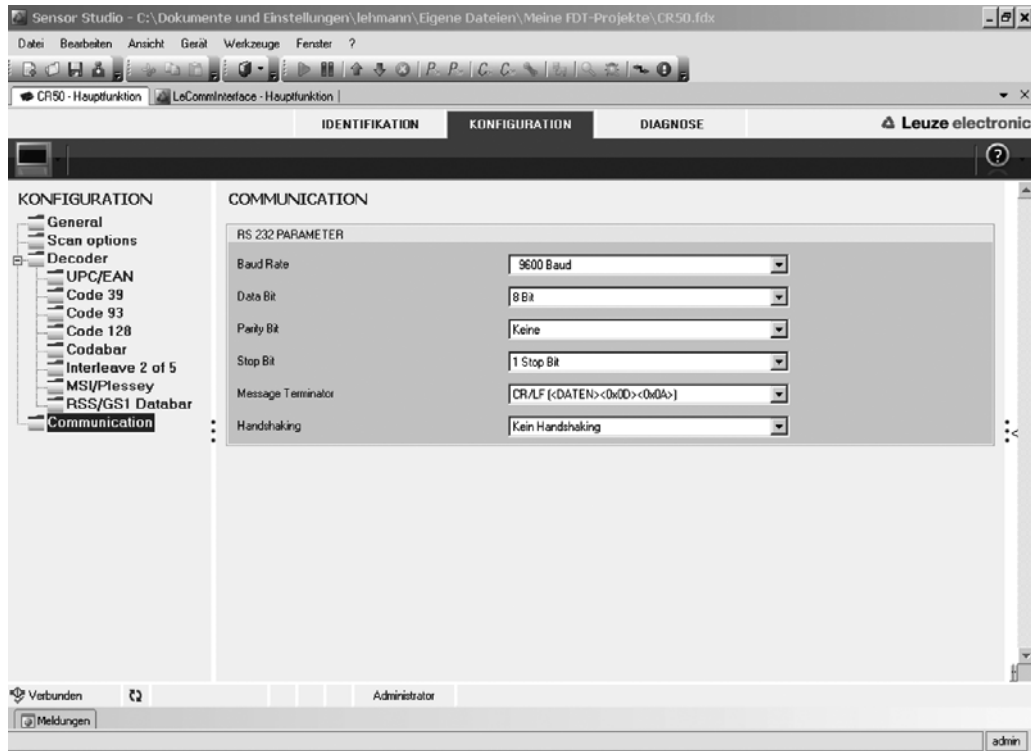 Sensor Studio - C:\Dokumente und Einstellungen\lehmann\Eigene Dateien\Meine FDT-Projekte\CR50.fdx
Datei Bearbeiten Ansicht Gerät Werkzeuge Fenster ?
CR50 - Hauptfunktion LeCommInterface - Hauptfunktion
IDENTIFIKATION KONFIGURATION DIAGNOSE Leuze electronic
KONFIGURATION
General
Scan options
Decoder
UPC/EAN
Code 39
Code 93
Code 128
Codabar
Interleave 2 of 5
MSI/Plessey
RSS/GS1 Databar
Communication
COMMUNICATION
RS 232 PARAMETER
Baud Rate 9600 Baud
Data Bit 8 Bit
Parity Bit Keine
Stop Bit 1 Stop Bit
Message Terminator CR/LF (<DATEN><0x0D><0x0A>)
Handshaking Kein Handshaking
Verbunden Administrator
Meldungen
admin